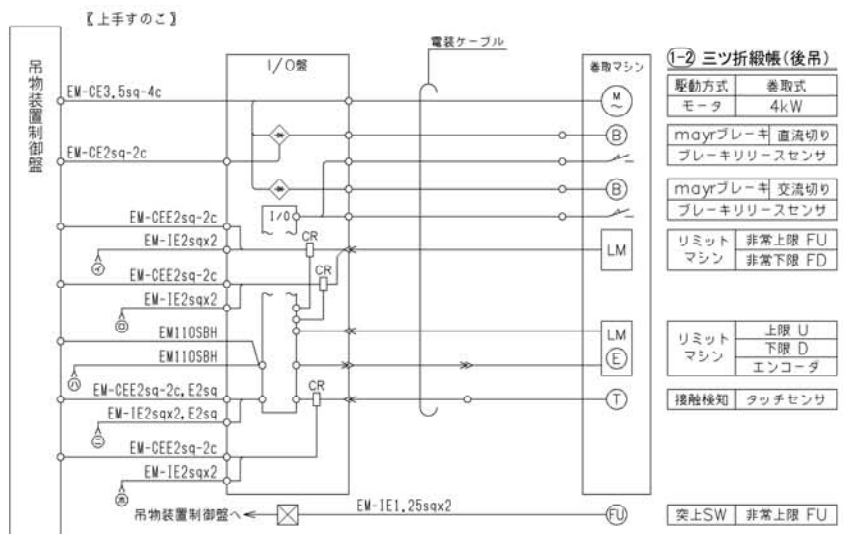 【上手すのこ】
吊物装置制御盤
I/O盤
電装ケーブル
巻取マシン
①-② 三ツ折緞帳(後吊)
駆動方式 巻取式
モータ 4kW
EM-CE3.5sq-4c
M
~
mayrブレーキ 直流切り
ブレーキリリースセンサ
B
EM-CE2sq-2c
mayrブレーキ 交流切り
ブレーキリリースセンサ
B
I/O
EM-CEE2sq-2c
EM-IE2sqx2
イ
CR
LM
リミットマシン 非常上限 FU
非常下限 FD
EM-CEE2sq-2c
CR
EM-IE2sqx2
ロ
EM110SBH
EM110SBH
ハ
LM
E
リミットマシン 上限 U
下限 D
エンコーダ
EM-CEE2sq-2c,E2sq
CR
T
接触検知 タッチセンサ
EM-IE2sqx2,E2sq
ニ
EM-CEE2sq-2c
EM-IE2sqx2
ホ
吊物装置制御盤へ
EM-IE1.25sqx2
FU
突上SW 非常上限 FU